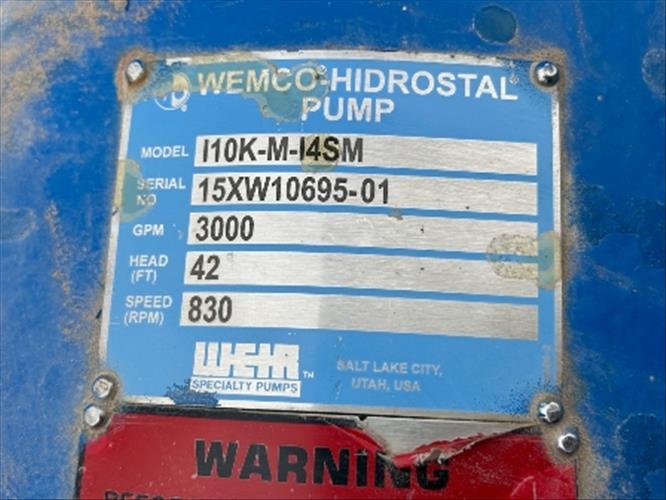 WEMCO-HIDROSTAL
PUMP
MODEL I10K-M-I4SM
SERIAL NO 15XW10695-01
GPM 3000
HEAD (FT) 42
SPEED (RPM) 830
WEIR™
SPECIALTY PUMPS
SALT LAKE CITY,
UTAH, USA
WARNING